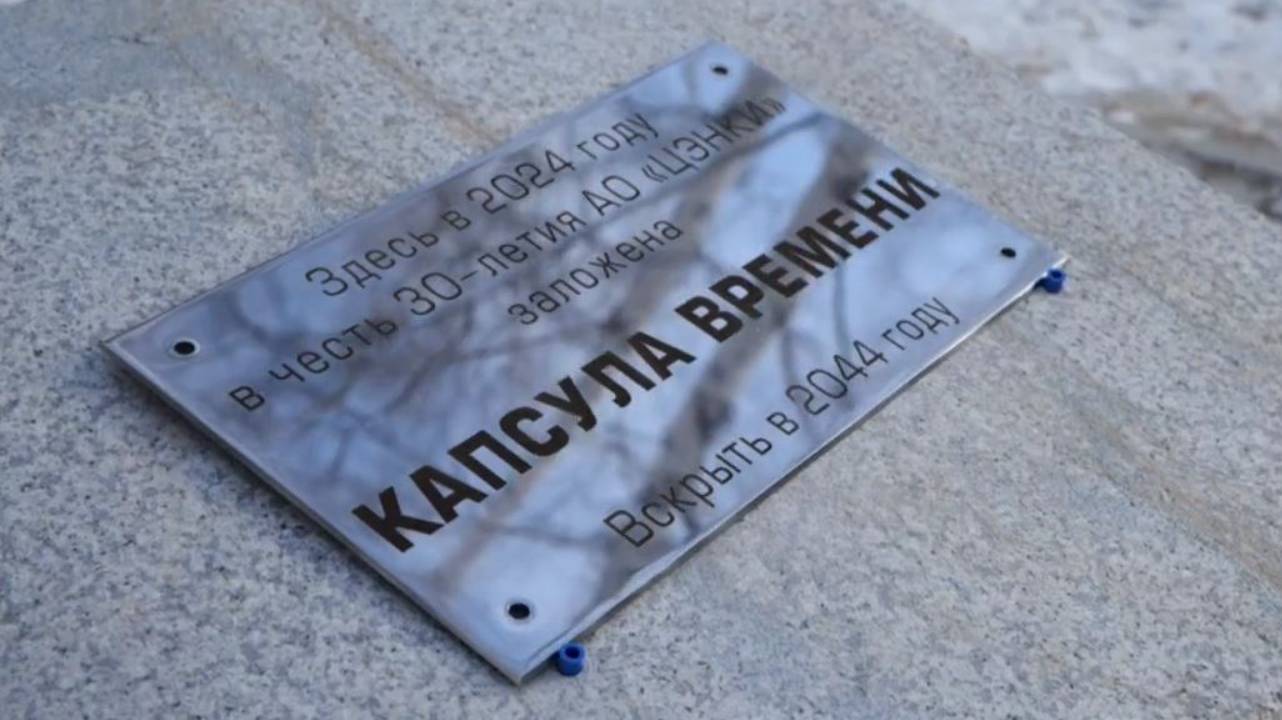 Здесь в 2024 году
в честь 30-летия АО «ЦЭНКИ»
заложена
КАПСУЛА ВРЕМЕНИ
Вскрыть в 2044 году